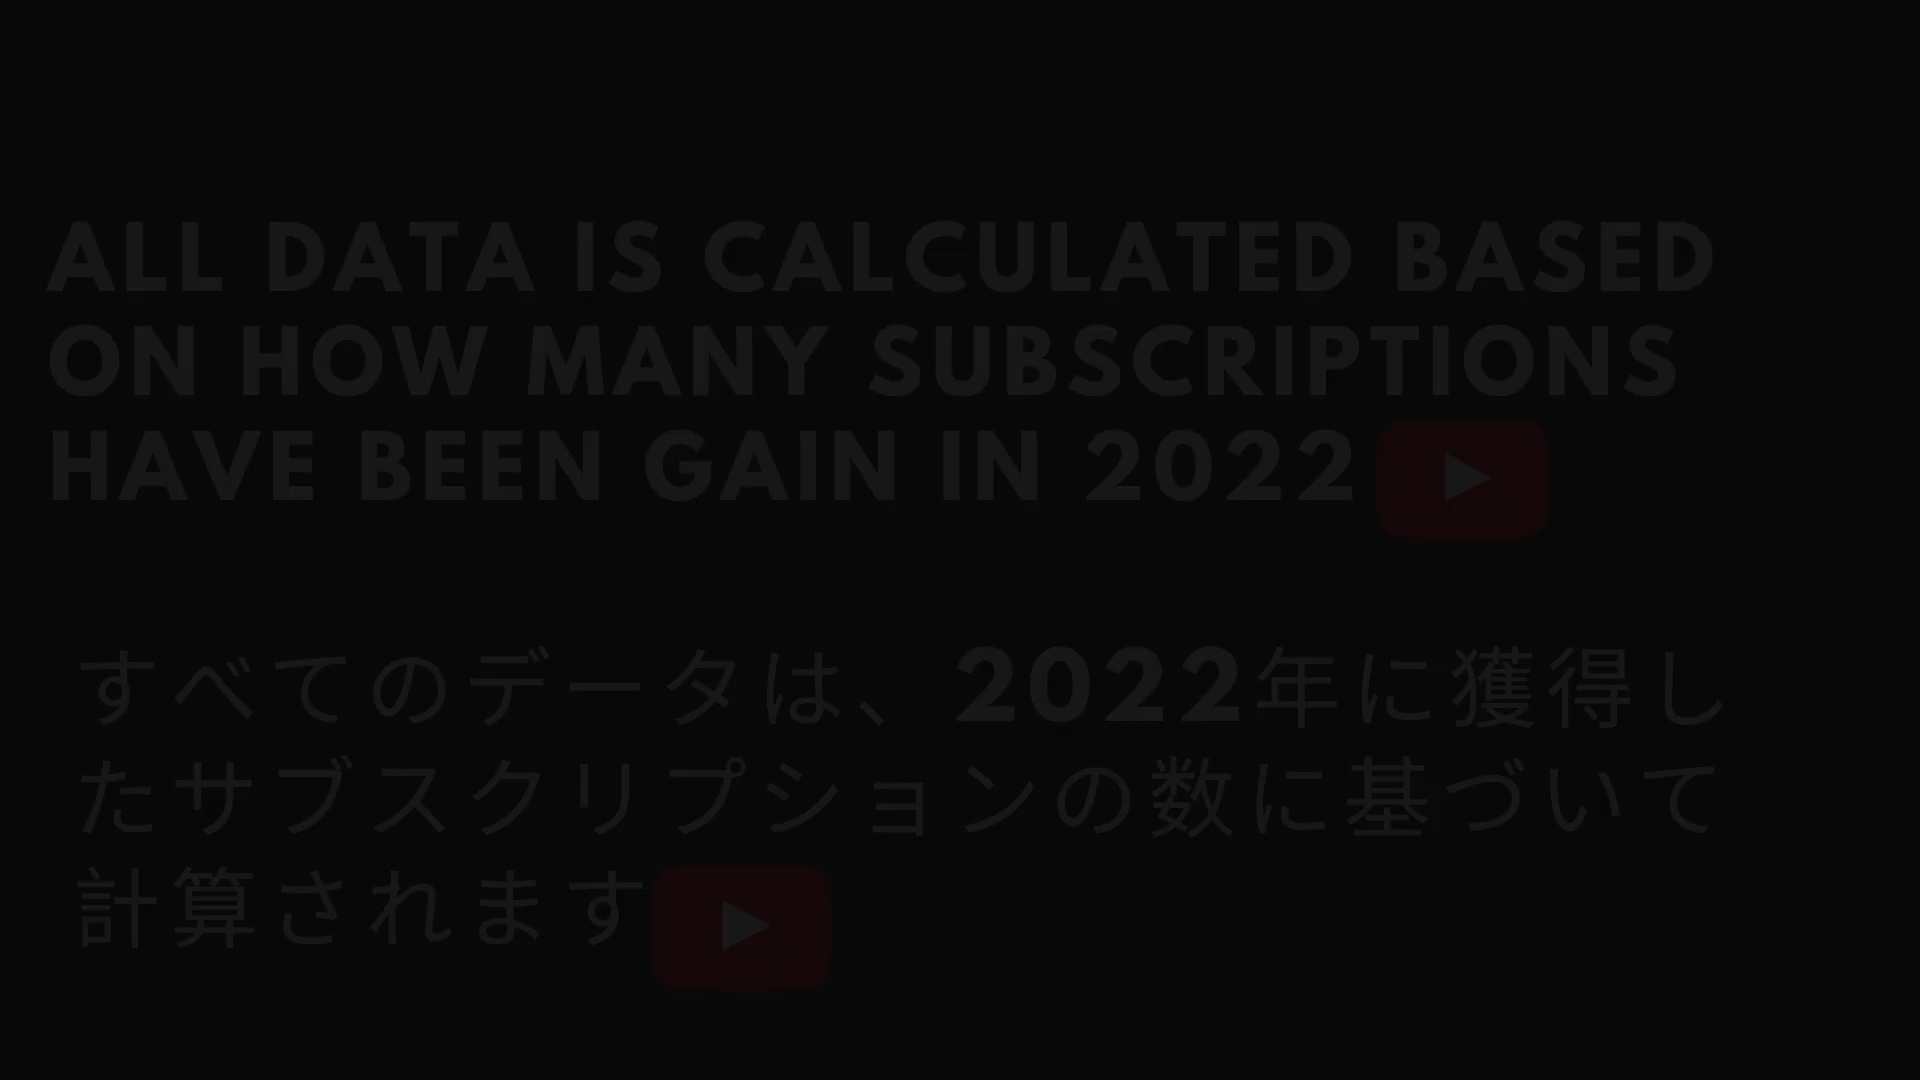 ALL DATA IS CALCULATED BASED
ON HOW MANY SUBSCRIPTIONS
HAVE BEEN GAIN IN 2022
すべてのデータは、2022年に獲得し
たサブスクリプションの数に基づいて
計算されます